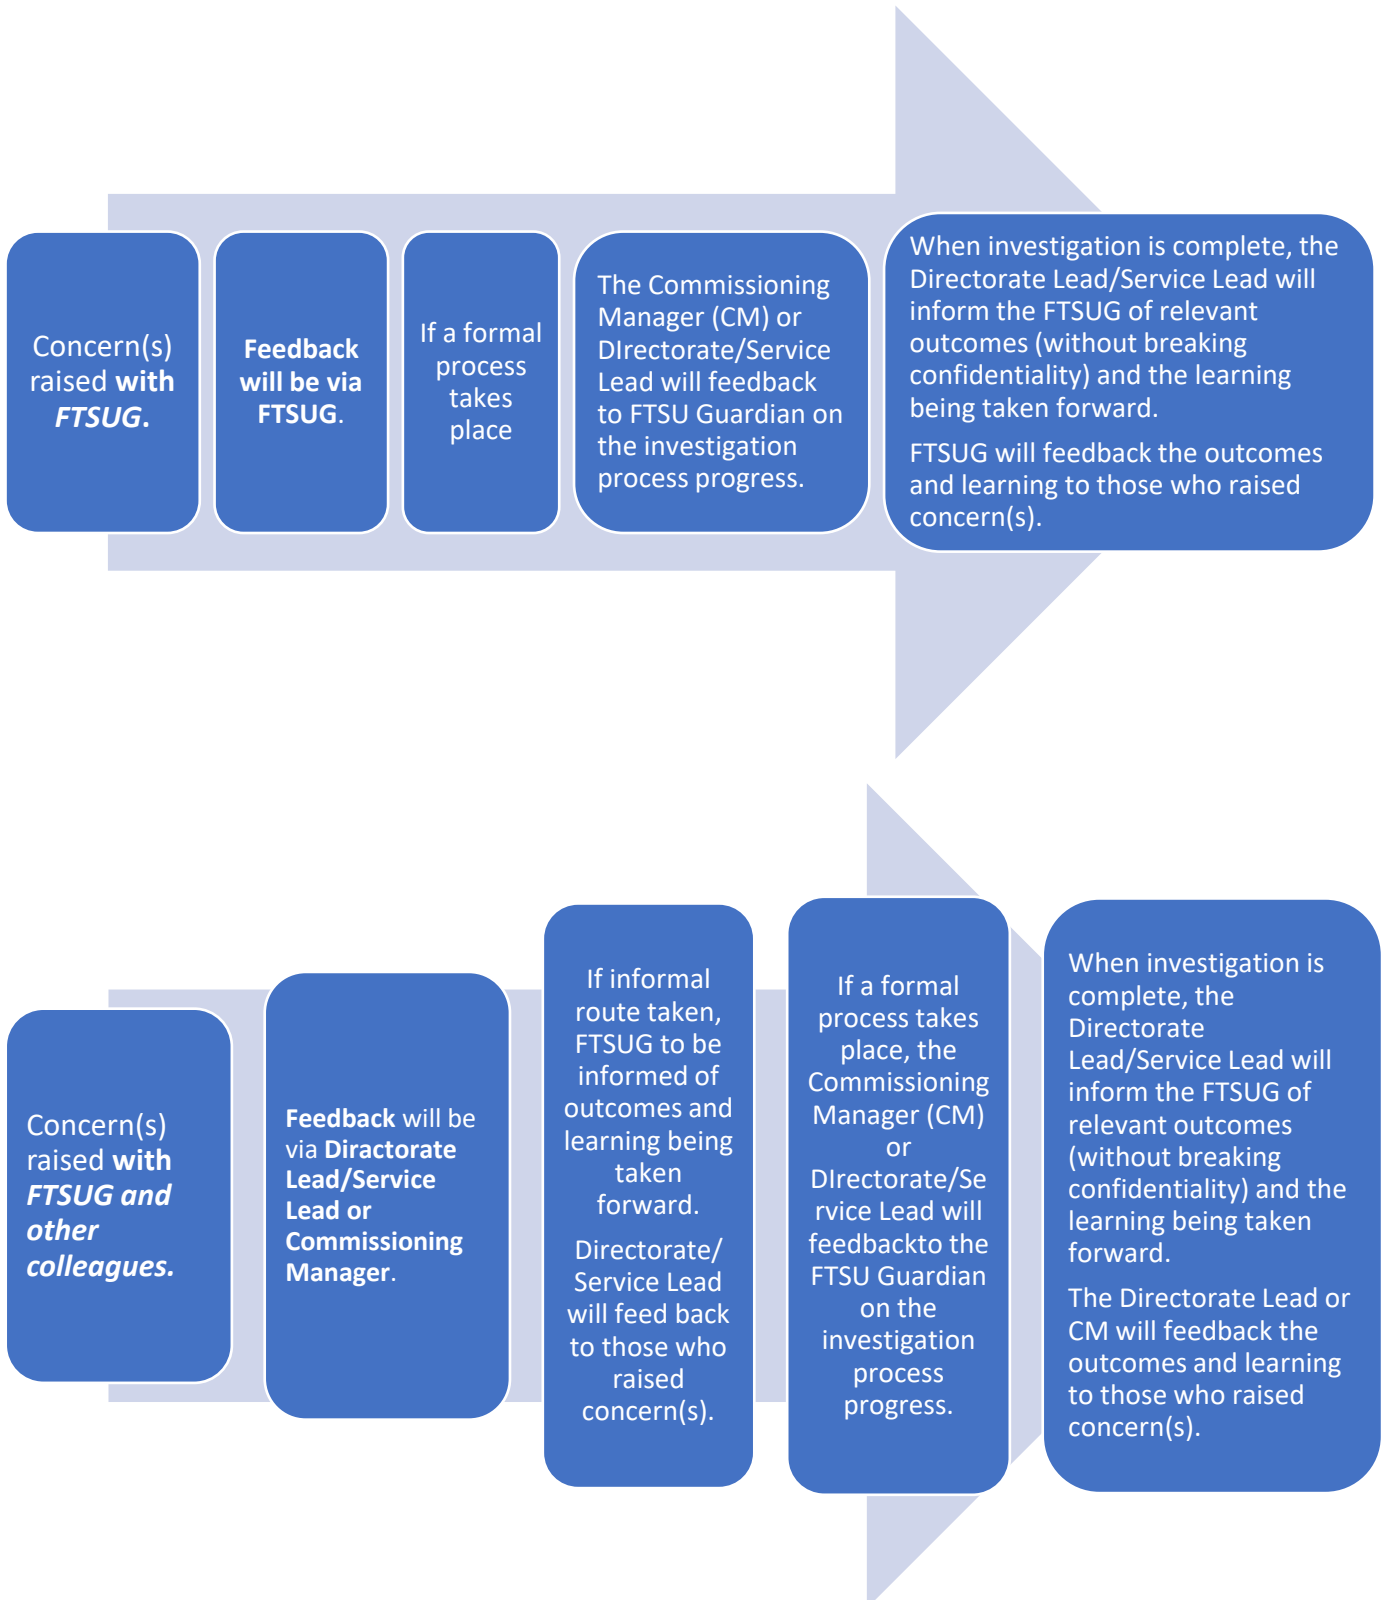 Concern(s)
raised with
FTSUG.
Feedback
will be via
FTSUG.
If a formal
process
takes
place
The Commissioning
Manager (CM) or
DIrectorate/Service
Lead will feedback
to FTSU Guardian on
the investigation
process progress.
When investigation is complete, the
Directorate Lead/Service Lead will
inform the FTSUG of relevant
outcomes (without breaking
confidentiality) and the learning
being taken forward.
FTSUG will feedback the outcomes
and learning to those who raised
concern(s).
Concern(s)
raised with
FTSUG and
other
colleagues.
Feedback will be
via Diractorate
Lead/Service
Lead or
Commissioning
Manager.
If informal
route taken,
FTSUG to be
informed of
outcomes and
learning being
taken
forward.
Directorate/
Service Lead
will feed back
to those who
raised
concern(s).
If a formal
process takes
place, the
Commissioning
Manager (CM)
or
DIrectorate/Se
rvice Lead will
feedbackto the
FTSU Guardian
on the
investigation
process
progress.
When investigation is
complete, the
Directorate
Lead/Service Lead will
inform the FTSUG of
relevant outcomes
(without breaking
confidentiality) and the
learning being taken
forward.
The Directorate Lead or
CM will feedback the
outcomes and learning
to those who raised
concern(s).